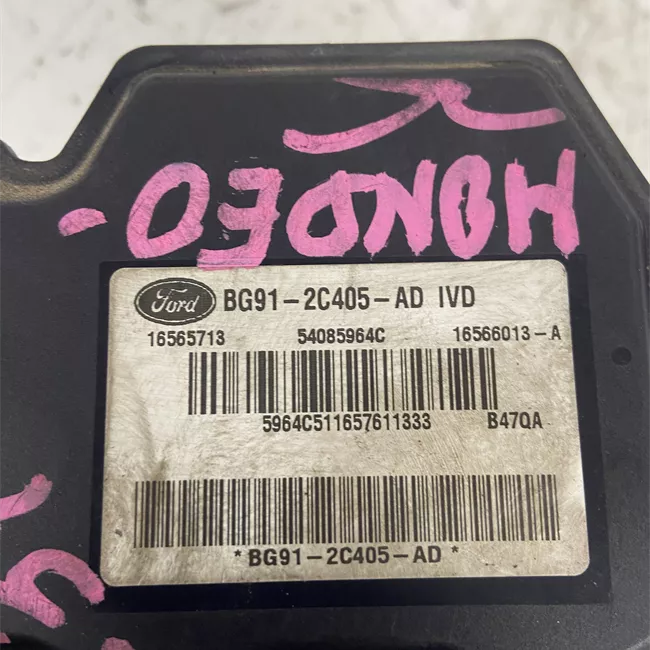 MONDEO-
Ford BG91-2C405-AD IVD
16565713 54085964C 16566013-A
5964C511657611333 B47QA
*BG91-2C405-AD*